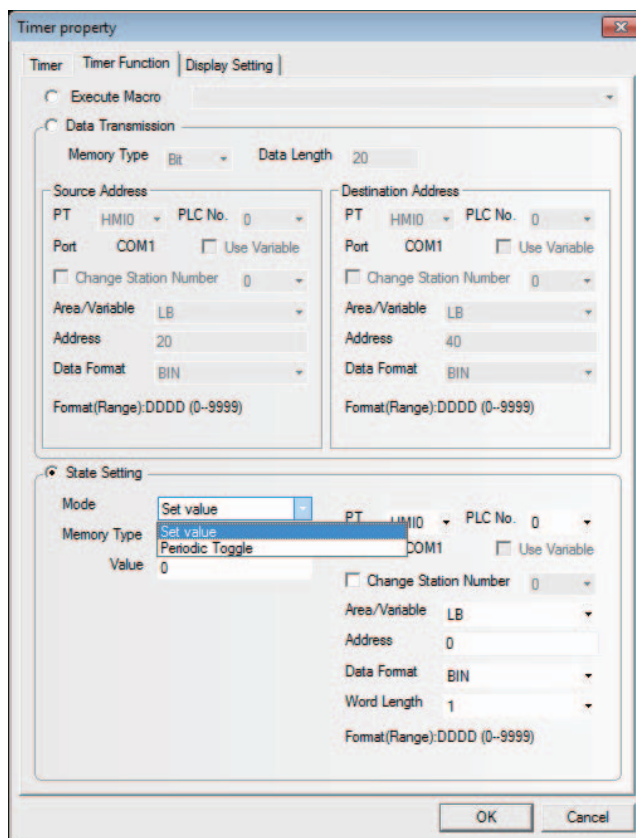 Timer property
Timer Timer Function Display Setting
Execute Macro
Data Transmission
Memory Type Bit Data Length 20
Source Address Destination Address
PT HMI0 PLC No. 0 PT HMI0 PLC No. 0
Port COM1 Use Variable Port COM1 Use Variable
Change Station Number 0 Change Station Number 0
Area/Variable LB Area/Variable LB
Address 20 Address 40
Data Format BIN Data Format BIN
Format(Range):DDDD (0--9999) Format(Range):DDDD (0--9999)
State Setting
Mode Set value
PT HMI0 PLC No. 0
Memory Type Set value
Periodic Toggle COM1 Use Variable
Value 0
Change Station Number 0
Area/Variable LB
Address 0
Data Format BIN
Word Length 1
Format(Range):DDDD (0--9999)
OK Cancel